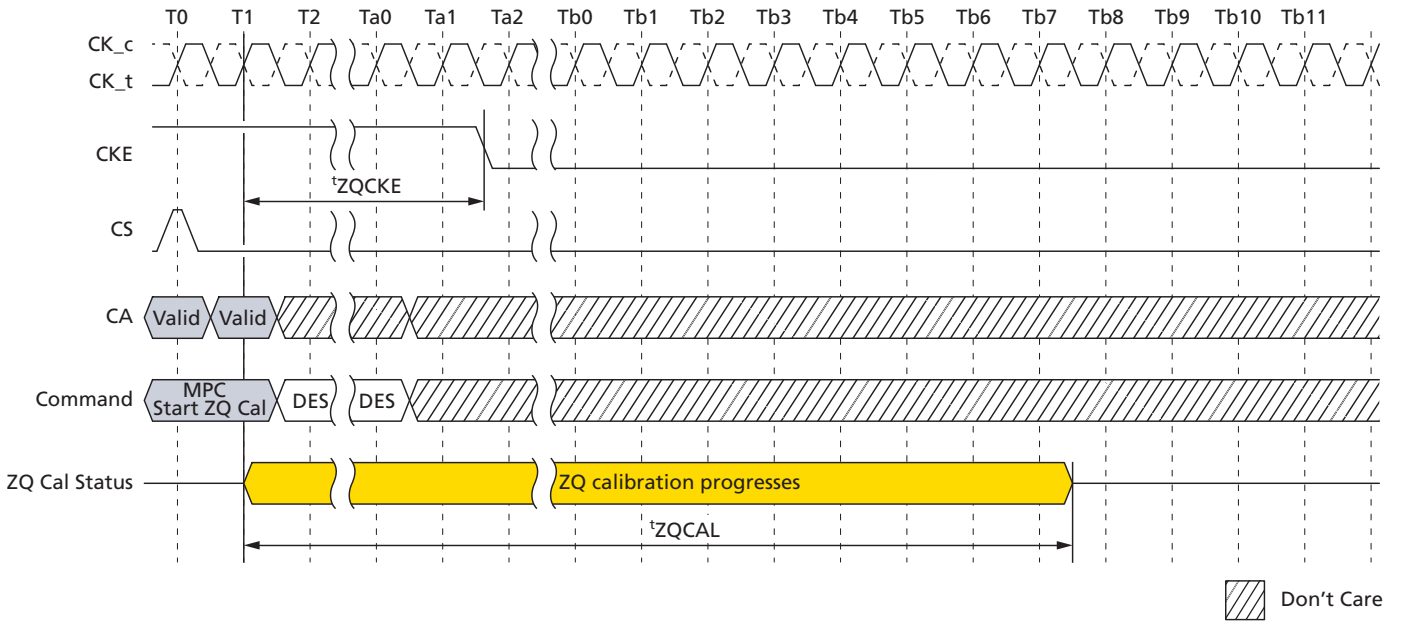 T0 T1 T2 Ta0 Ta1 Ta2 Tb0 Tb1 Tb2 Tb3 Tb4 Tb5 Tb6 Tb7 Tb8 Tb9 Tb10 Tb11
CK_c
CK_t
CKE
tZQCKE
CS
CA Valid Valid
Command MPC
Start ZQ Cal DES DES
ZQ Cal Status ZQ calibration progresses
tZQCAL
Don't Care